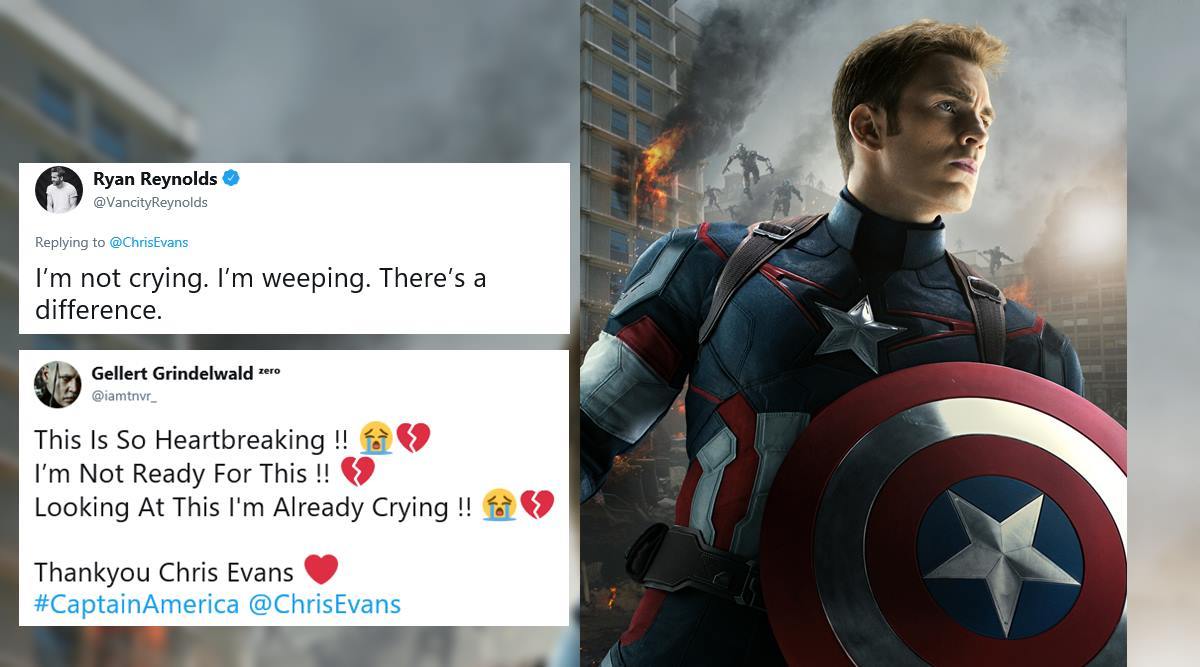 Ryan Reynolds
@VancityReynolds
Replying to @ChrisEvans
I’m not crying. I’m weeping. There’s a
difference.
Gellert Grindelwald ᶻᵉʳᵒ
@iamtnvr_
This Is So Heartbreaking !! 😭💔
I’m Not Ready For This !! 💔
Looking At This I'm Already Crying !! 😭💔
Thankyou Chris Evans ❤️
#CaptainAmerica @ChrisEvans